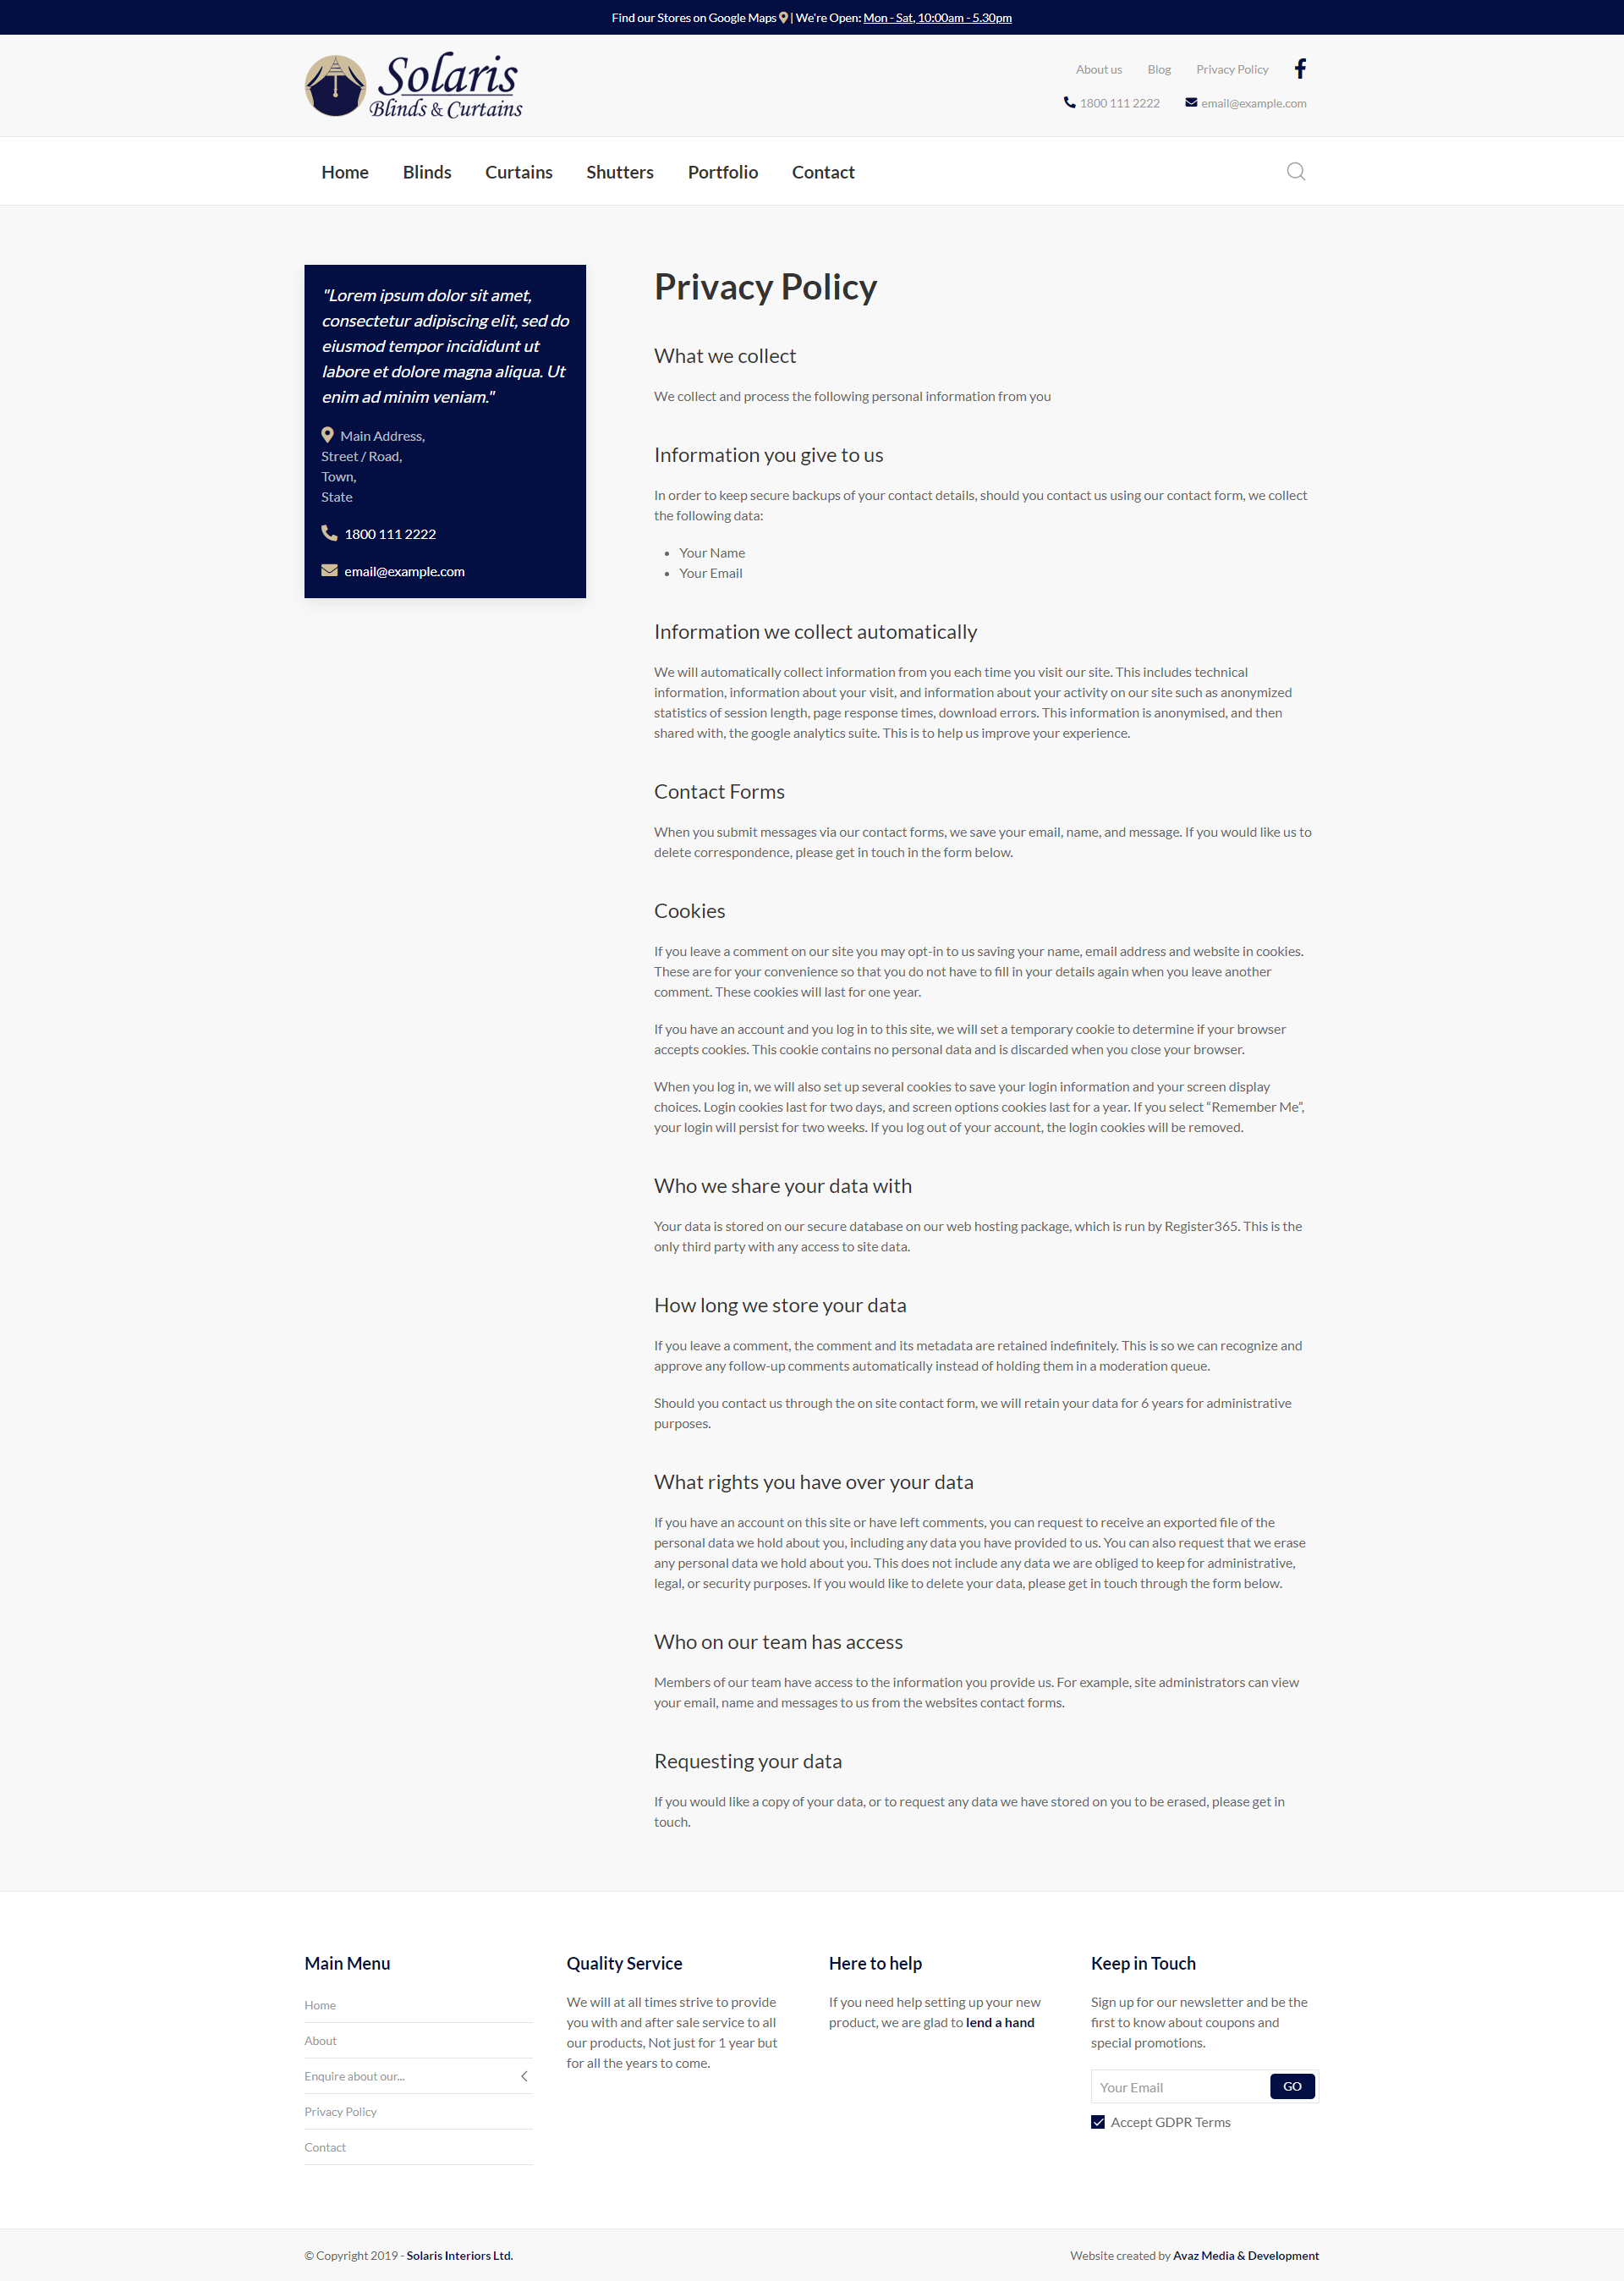 Find our Stores on Google Maps | We're Open: Mon - Sat, 10:00am - 5.30pm
Solaris
Blinds & Curtains
About us Blog Privacy Policy
1800 111 2222 email@example.com
Home Blinds Curtains Shutters Portfolio Contact
"Lorem ipsum dolor sit amet,
consectetur adipiscing elit, sed do
eiusmod tempor incididunt ut
labore et dolore magna aliqua. Ut
enim ad minim veniam."
Main Address,
Street / Road,
Town,
State
1800 111 2222
email@example.com
Privacy Policy
What we collect
We collect and process the following personal information from you
Information you give to us
In order to keep secure backups of your contact details, should you contact us using our contact form, we collect
the following data:
• Your Name
• Your Email
Information we collect automatically
We will automatically collect information from you each time you visit our site. This includes technical
information, information about your visit, and information about your activity on our site such as anonymized
statistics of session length, page response times, download errors. This information is anonymised, and then
shared with, the google analytics suite. This is to help us improve your experience.
Contact Forms
When you submit messages via our contact forms, we save your email, name, and message. If you would like us to
delete correspondence, please get in touch in the form below.
Cookies
If you leave a comment on our site you may opt-in to us saving your name, email address and website in cookies.
These are for your convenience so that you do not have to fill in your details again when you leave another
comment. These cookies will last for one year.
If you have an account and you log in to this site, we will set a temporary cookie to determine if your browser
accepts cookies. This cookie contains no personal data and is discarded when you close your browser.
When you log in, we will also set up several cookies to save your login information and your screen display
choices. Login cookies last for two days, and screen options cookies last for a year. If you select “Remember Me”,
your login will persist for two weeks. If you log out of your account, the login cookies will be removed.
Who we share your data with
Your data is stored on our secure database on our web hosting package, which is run by Register365. This is the
only third party with any access to site data.
How long we store your data
If you leave a comment, the comment and its metadata are retained indefinitely. This is so we can recognize and
approve any follow-up comments automatically instead of holding them in a moderation queue.
Should you contact us through the on site contact form, we will retain your data for 6 years for administrative
purposes.
What rights you have over your data
If you have an account on this site or have left comments, you can request to receive an exported file of the
personal data we hold about you, including any data you have provided to us. You can also request that we erase
any personal data we hold about you. This does not include any data we are obliged to keep for administrative,
legal, or security purposes. If you would like to delete your data, please get in touch through the form below.
Who on our team has access
Members of our team have access to the information you provide us. For example, site administrators can view
your email, name and messages to us from the websites contact forms.
Requesting your data
If you would like a copy of your data, or to request any data we have stored on you to be erased, please get in
touch.
Main Menu
Home
About
Enquire about our...
Privacy Policy
Contact
Quality Service
We will at all times strive to provide
you with and after sale service to all
our products, Not just for 1 year but
for all the years to come.
Here to help
If you need help setting up your new
product, we are glad to lend a hand
Keep in Touch
Sign up for our newsletter and be the
first to know about coupons and
special promotions.
Your Email GO
Accept GDPR Terms
© Copyright 2019 - Solaris Interiors Ltd.
Website created by Avaz Media & Development